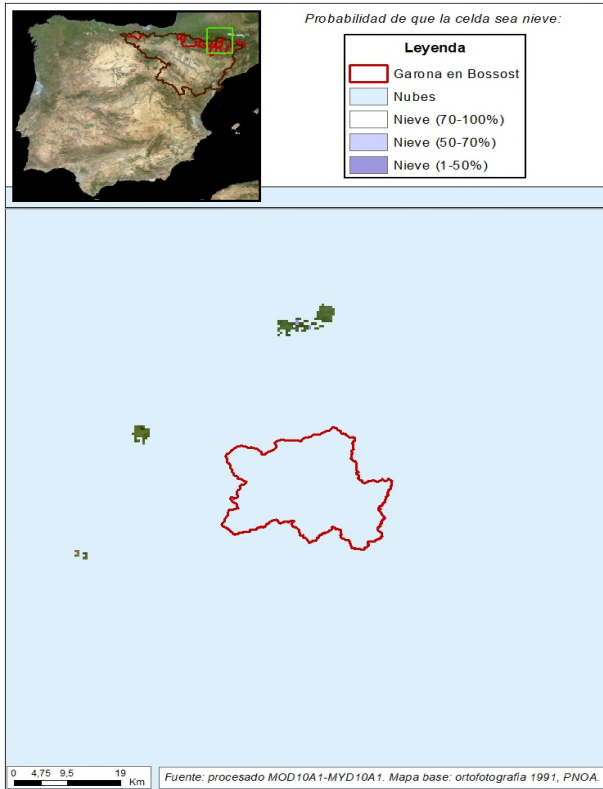 Probabilidad de que la celda sea nieve:
Leyenda
Garona en Bossost
Nubes
Nieve (70-100%)
Nieve (50-70%)
Nieve (1-50%)
0 4,75 9,5 19
Km
Fuente: procesado MOD10A1-MYD10A1. Mapa base: ortofotografia 1991, PNOA.